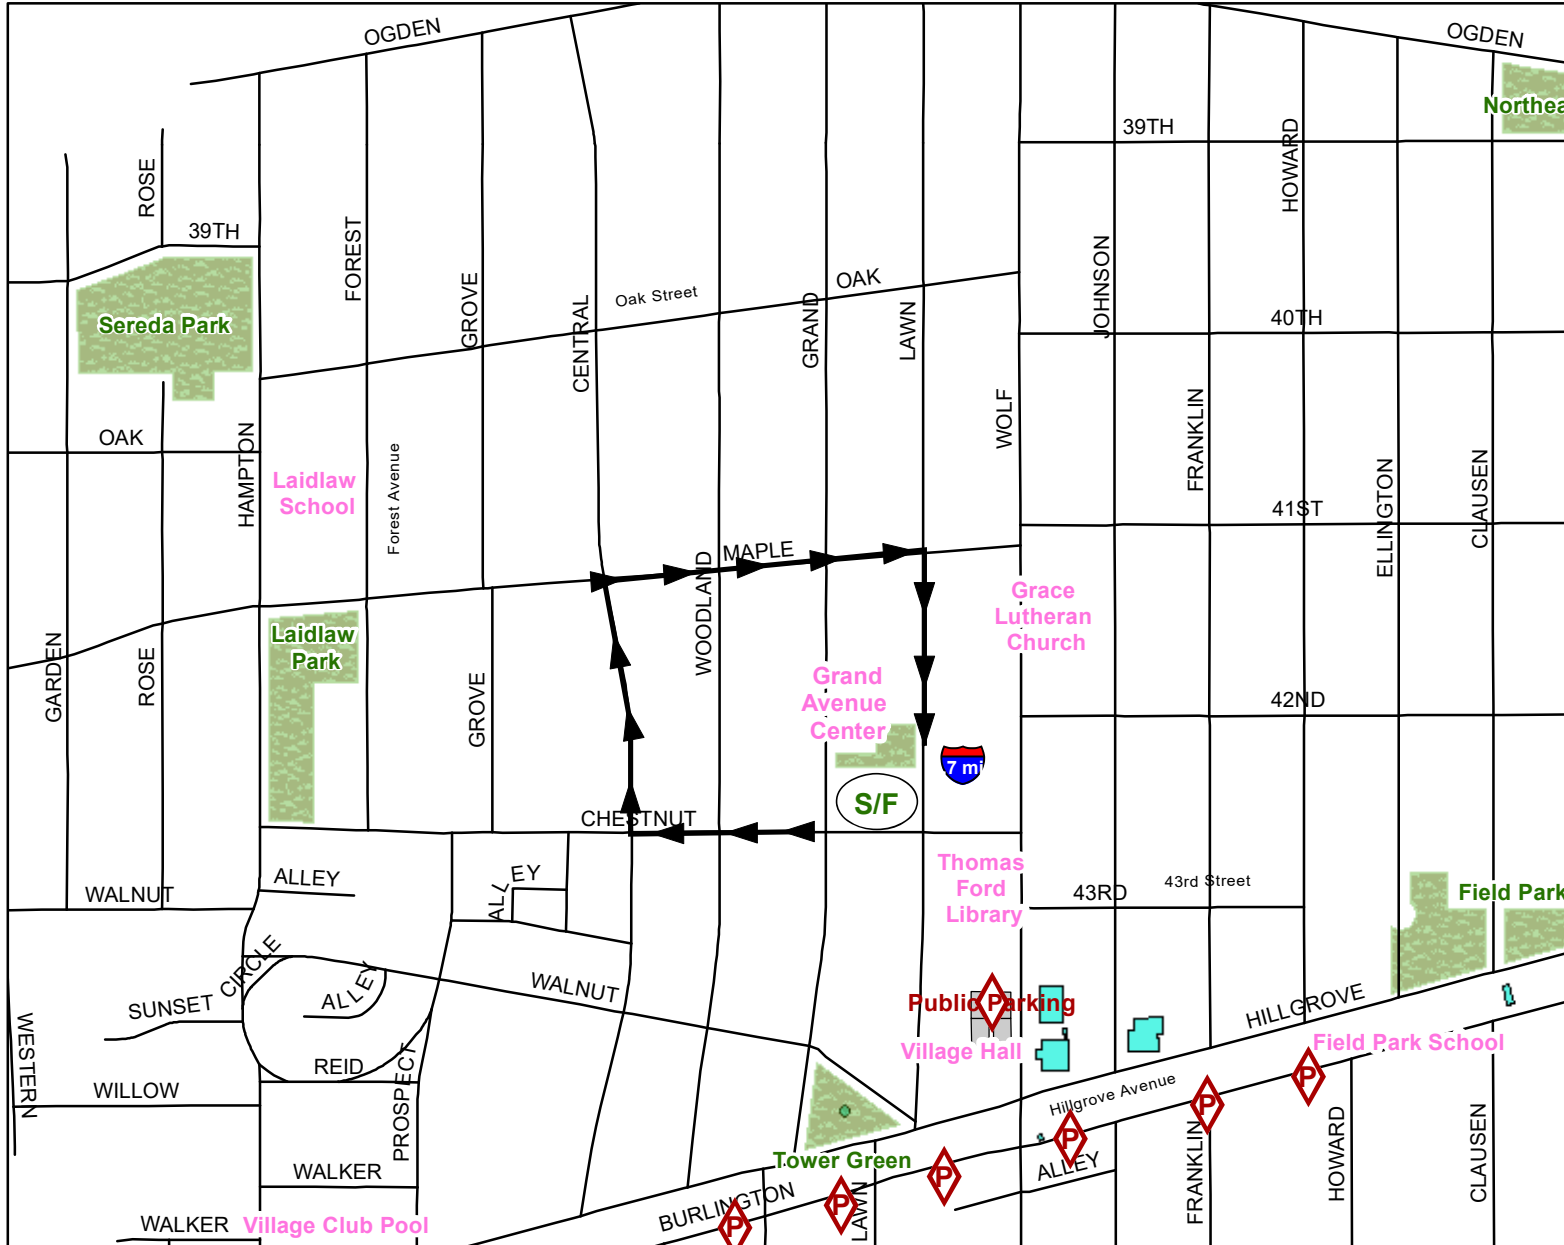 OGDEN
OGDEN
Northea
39TH
HOWARD
ROSE
39TH
FOREST
GROVE
CENTRAL
Oak Street
OAK
GRAND
LAWN
JOHNSON
40TH
Sereda Park
WOLF
FRANKLIN
OAK
HAMPTON
Laidlaw
School
Forest Avenue
41ST
ELLINGTON
CLAUSEN
MAPLE
WOODLAND
Grace
Lutheran
Church
Laidlaw
Park
GARDEN
ROSE
GROVE
Grand
Avenue
Center
42ND
7 mi
S/F
CHESTNUT
ALLEY
ALLEY
WALNUT
Thomas
Ford
Library
43RD
43rd Street
Field Park
CIRCLE
SUNSET
ALLEY
WALNUT
Public Parking
HILLGROVE
WESTERN
Village Hall
Field Park School
REID
PROSPECT
WILLOW
Hillgrove Avenue
P
P
P
HOWARD
CLAUSEN
FRANKLIN
Tower Green
ALLEY
WALKER
P
P
P
BURLINGTON
LAWN
WALKER
Village Club Pool